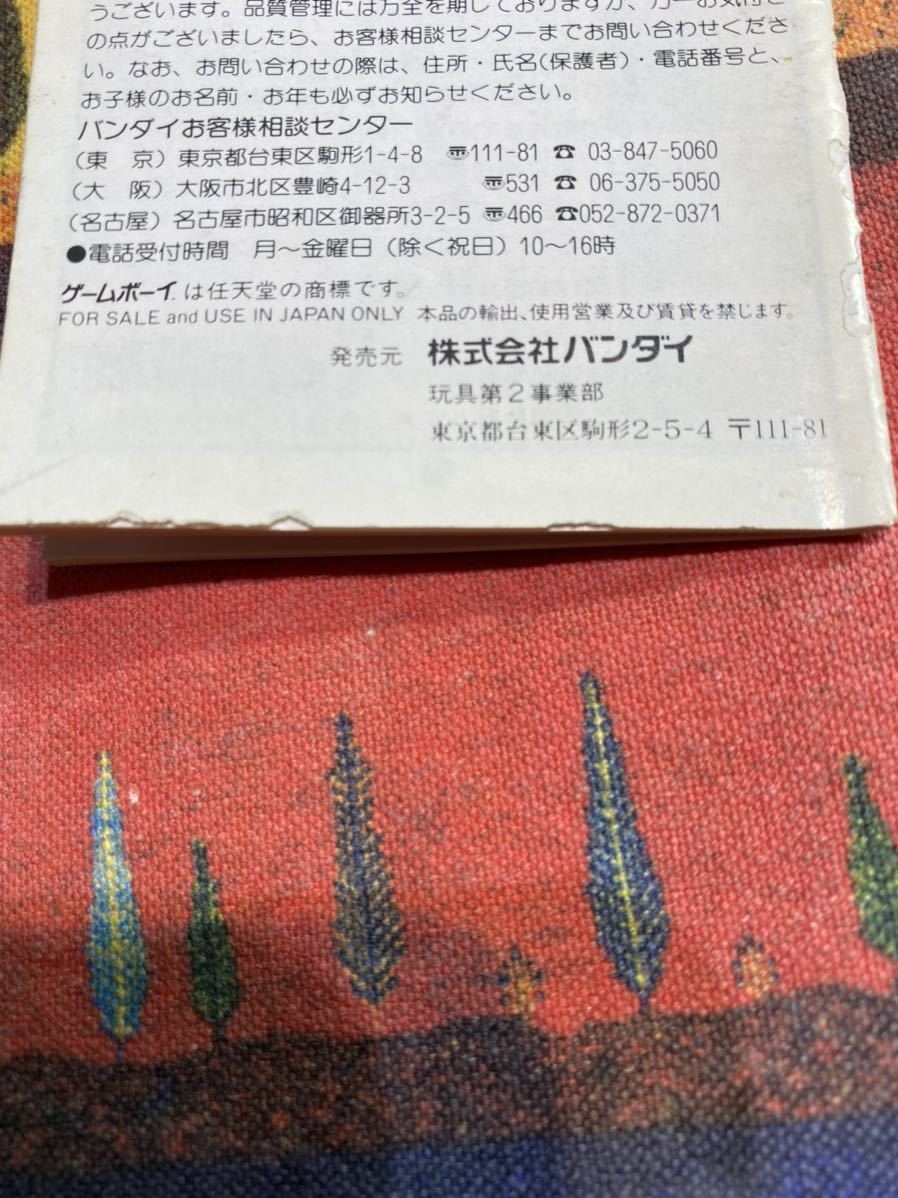 うございます。品質管理には万全を期しておりますが、万一お気付き
の点がございましたら、お客様相談センターまでお問い合わせくださ
い。なお、お問い合わせの際は、住所・氏名(保護者)・電話番号と、
お子様のお名前・お年も必ずお知らせください。
バンダイお客様相談センター
(東 京) 東京都台東区駒形1-4-8 〠111-81 ☎ 03-847-5060
(大 阪) 大阪市北区豊崎4-12-3 〠531 ☎ 06-375-5050
(名古屋) 名古屋市昭和区御器所3-2-5 〠466 ☎052-872-0371
●電話受付時間 月〜金曜日(除く祝日)10〜16時
ゲームボーイ は任天堂の商標です。
FOR SALE and USE IN JAPAN ONLY 本品の輸出、使用営業及び賃貸を禁じます。
発売元 株式会社バンダイ
玩具第2事業部
東京都台東区駒形2-5-4 〒111-81